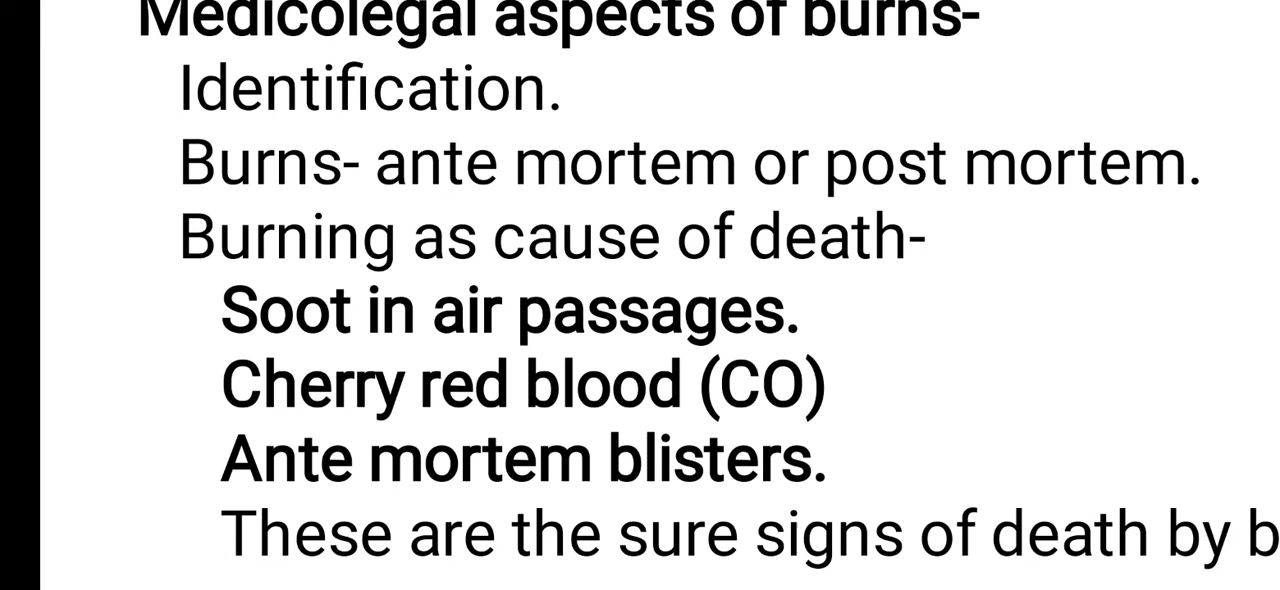 Medicolegal aspects of burns-
Identification.
Burns- ante mortem or post mortem.
Burning as cause of death-
Soot in air passages.
Cherry red blood (CO)
Ante mortem blisters.
These are the sure signs of death by b